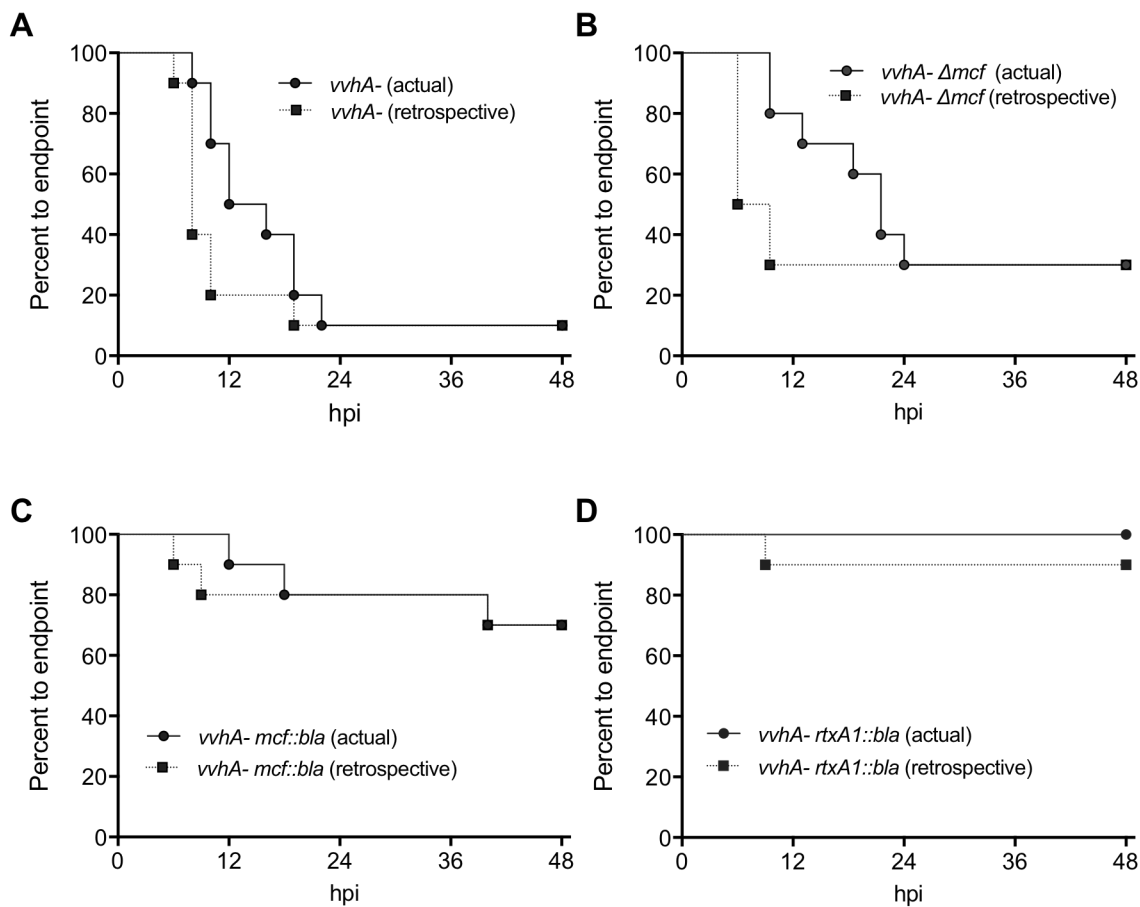 A
100
80
60
40
20
0
Percent to endpoint
vvhA- (actual)
vvhA- (retrospective)
0 12 24 36 48
hpi
B
100
80
60
40
20
0
Percent to endpoint
vvhA- Δmcf (actual)
vvhA- Δmcf (retrospective)
0 12 24 36 48
hpi
C
100
80
60
40
20
0
Percent to endpoint
vvhA- mcf::bla (actual)
vvhA- mcf::bla (retrospective)
0 12 24 36 48
hpi
D
100
80
60
40
20
0
Percent to endpoint
vvhA- rtxA1::bla (actual)
vvhA- rtxA1::bla (retrospective)
0 12 24 36 48
hpi